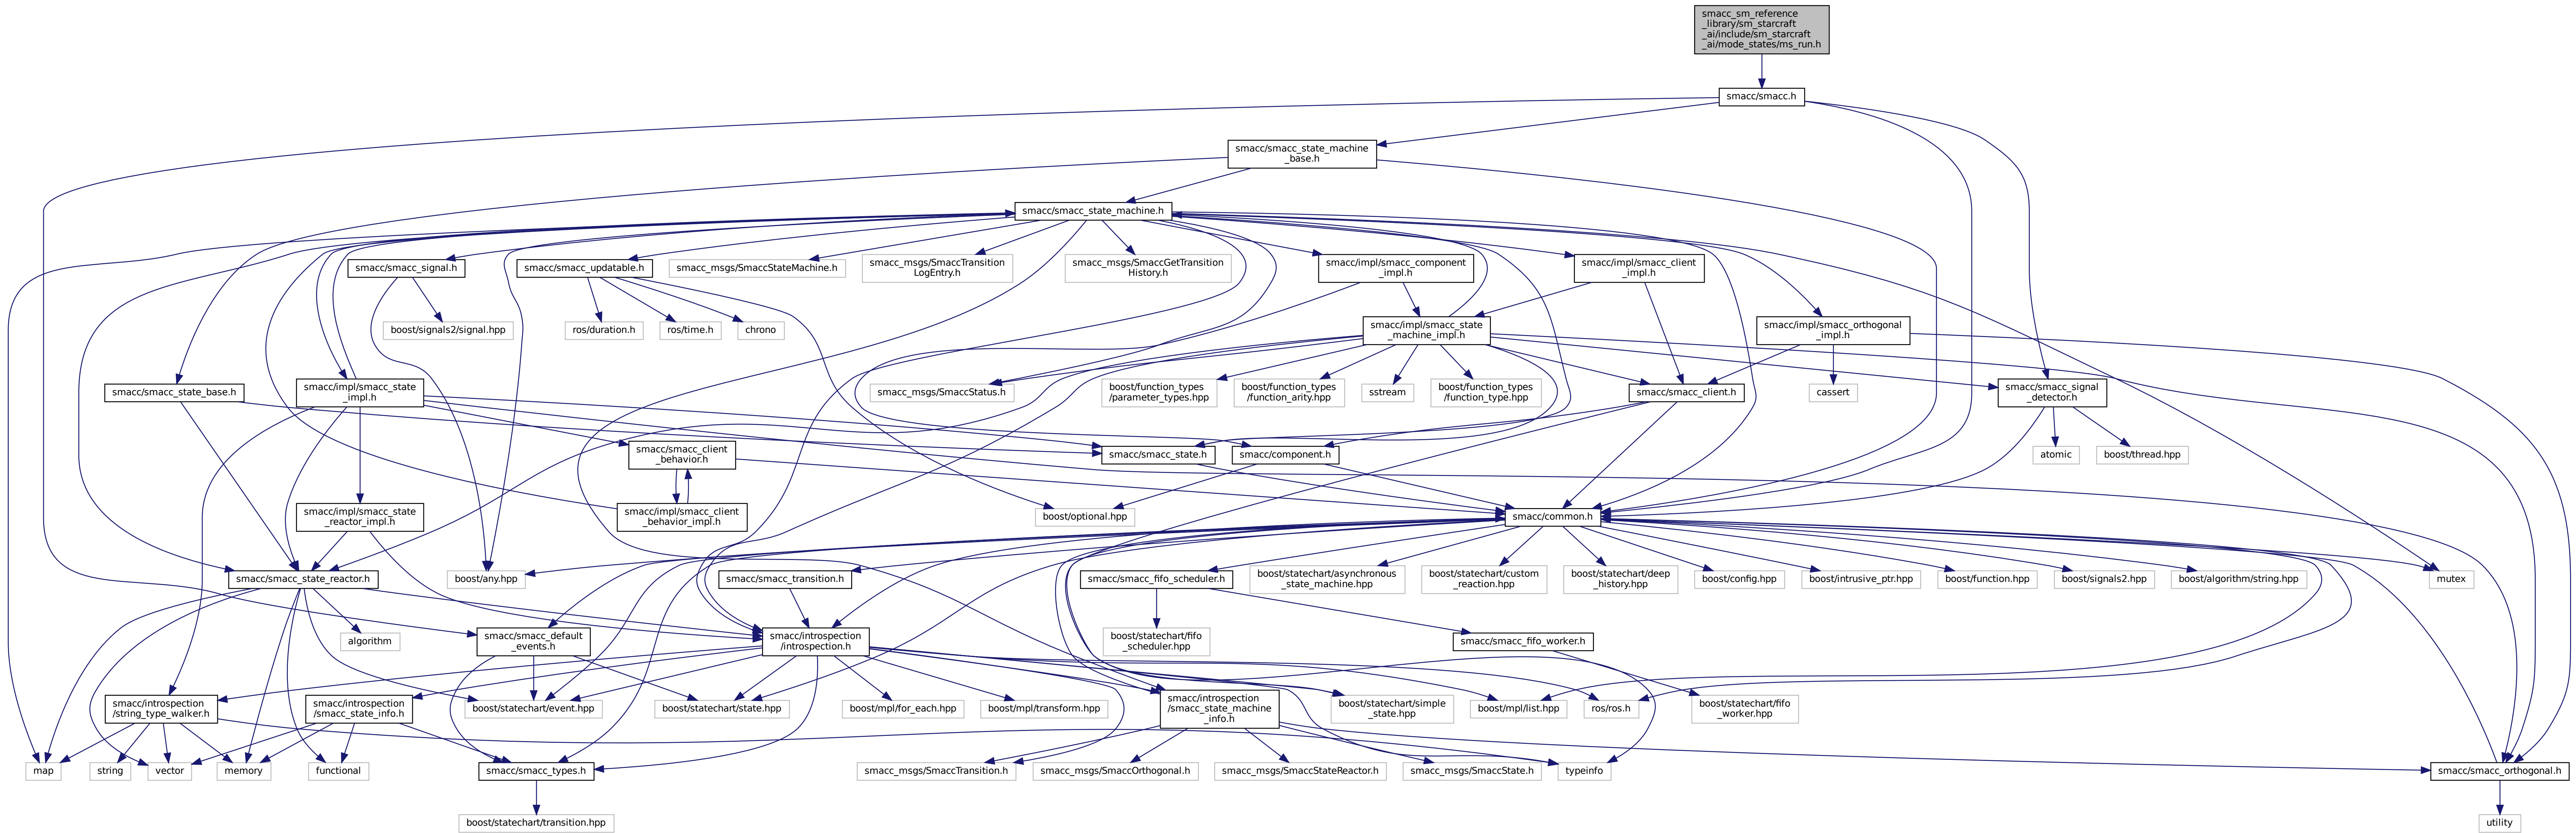 smacc_sm_reference
_library/sm_starcraft
_ai/include/sm_starcraft
_ai/mode_states/ms_run.h
smacc/smacc.h
smacc/smacc_state_machine
_base.h
smacc/smacc_state_machine.h
smacc/smacc_signal.h
smacc/smacc_updatable.h
smacc_msgs/SmaccStateMachine.h
smacc_msgs/SmaccTransition
LogEntry.h
smacc_msgs/SmaccGetTransition
History.h
smacc/impl/smacc_component
_impl.h
smacc/impl/smacc_client
_impl.h
boost/signals2/signal.hpp
ros/duration.h
ros/time.h
chrono
smacc/impl/smacc_state
_machine_impl.h
smacc/impl/smacc_orthogonal
_impl.h
smacc/smacc_state_base.h
smacc/impl/smacc_state
_impl.h
smacc_msgs/SmaccStatus.h
boost/function_types
/parameter_types.hpp
boost/function_types
/function_arity.hpp
sstream
boost/function_types
/function_type.hpp
smacc/smacc_client.h
cassert
smacc/smacc_signal
_detector.h
smacc/smacc_client
_behavior.h
smacc/smacc_state.h
smacc/component.h
atomic
boost/thread.hpp
smacc/impl/smacc_state
_reactor_impl.h
smacc/impl/smacc_client
_behavior_impl.h
boost/optional.hpp
smacc/common.h
smacc/smacc_state_reactor.h
boost/any.hpp
smacc/smacc_transition.h
smacc/smacc_fifo_scheduler.h
boost/statechart/asynchronous
_state_machine.hpp
boost/statechart/custom
_reaction.hpp
boost/statechart/deep
_history.hpp
boost/config.hpp
boost/intrusive_ptr.hpp
boost/function.hpp
boost/signals2.hpp
boost/algorithm/string.hpp
mutex
algorithm
smacc/smacc_default
_events.h
smacc/introspection
/introspection.h
boost/statechart/fifo
_scheduler.hpp
smacc/smacc_fifo_worker.h
smacc/introspection
/string_type_walker.h
smacc/introspection
/smacc_state_info.h
boost/statechart/event.hpp
boost/statechart/state.hpp
boost/mpl/for_each.hpp
boost/mpl/transform.hpp
smacc/introspection
/smacc_state_machine
_info.h
boost/statechart/simple
_state.hpp
boost/mpl/list.hpp
ros/ros.h
boost/statechart/fifo
_worker.hpp
map
string
vector
memory
functional
smacc/smacc_types.h
smacc_msgs/SmaccTransition.h
smacc_msgs/SmaccOrthogonal.h
smacc_msgs/SmaccStateReactor.h
smacc_msgs/SmaccState.h
typeinfo
smacc/smacc_orthogonal.h
boost/statechart/transition.hpp
utility